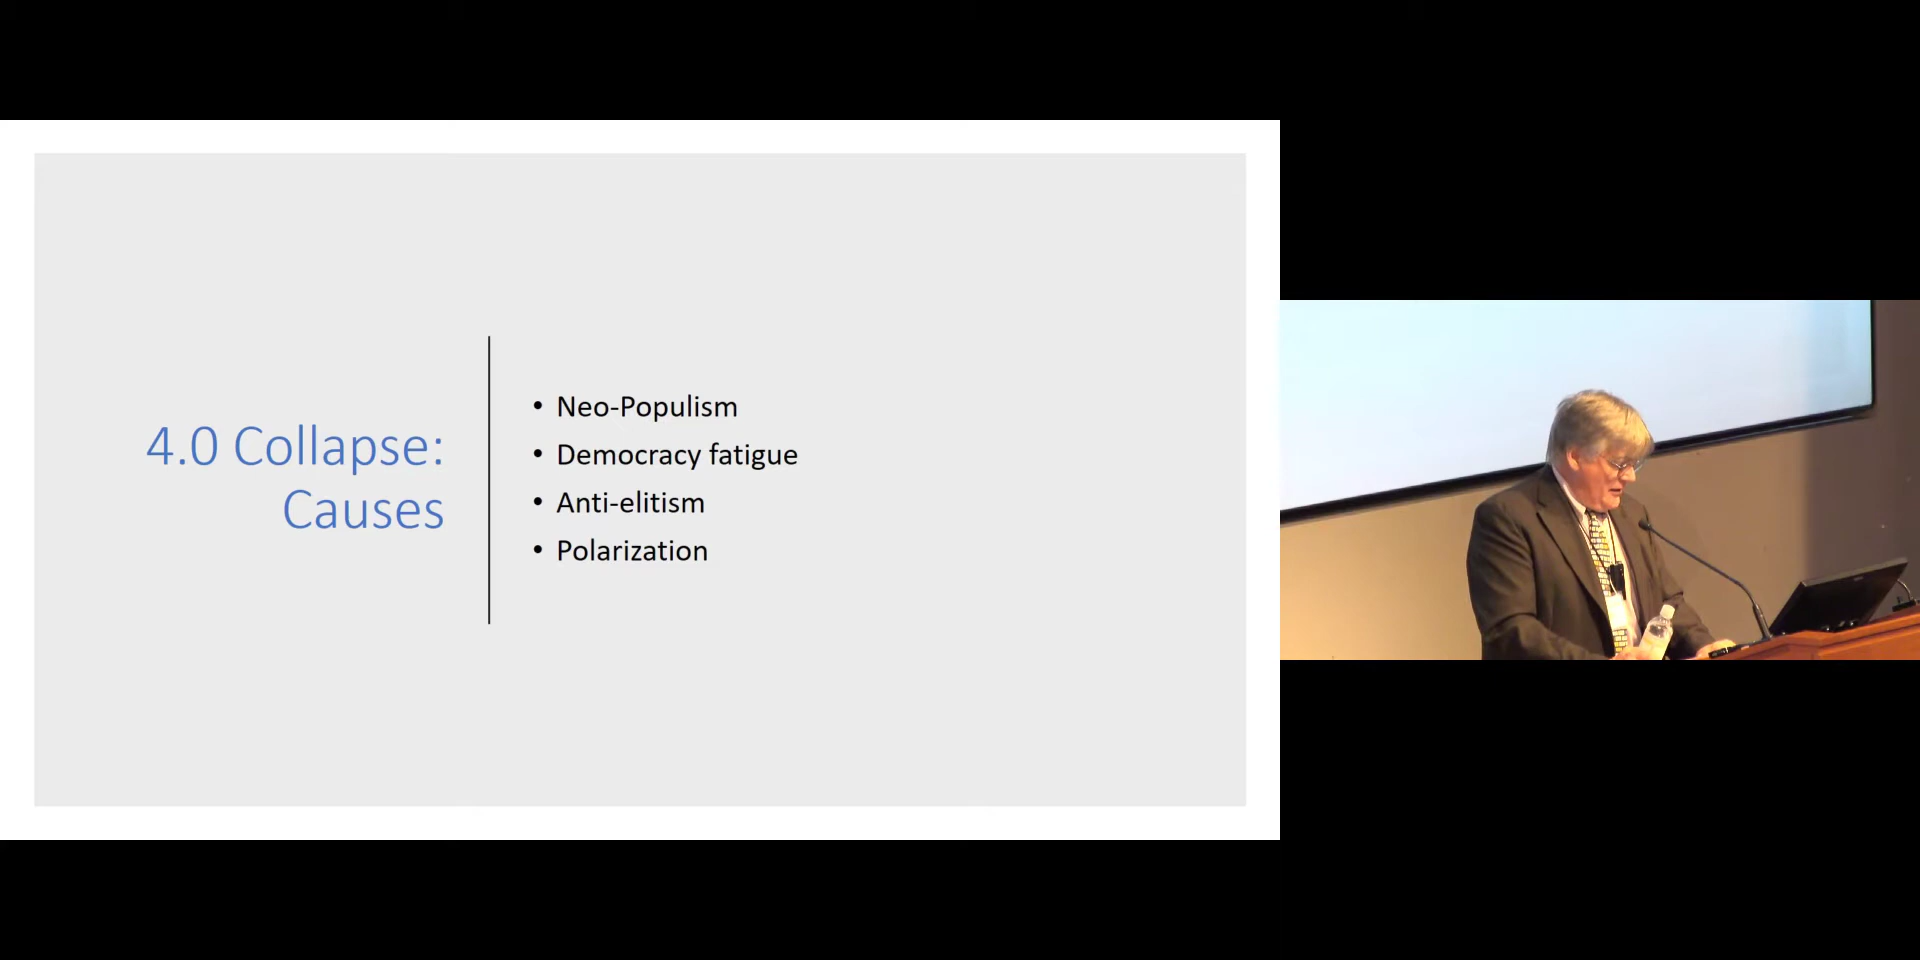 4.0 Collapse:
Causes
• Neo-Populism
• Democracy fatigue
• Anti-elitism
• Polarization